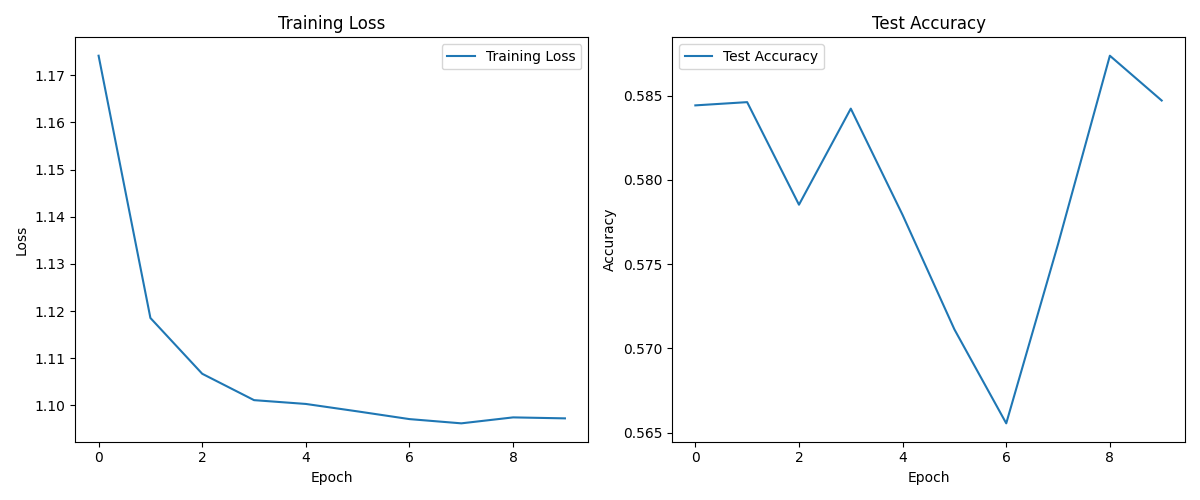 Training Loss
Training Loss
1.17
1.16
1.15
1.14
1.13
1.12
1.11
1.10
Loss
0 2 4 6 8
Epoch
Test Accuracy
Test Accuracy
0.585
0.580
0.575
0.570
0.565
Accuracy
0 2 4 6 8
Epoch